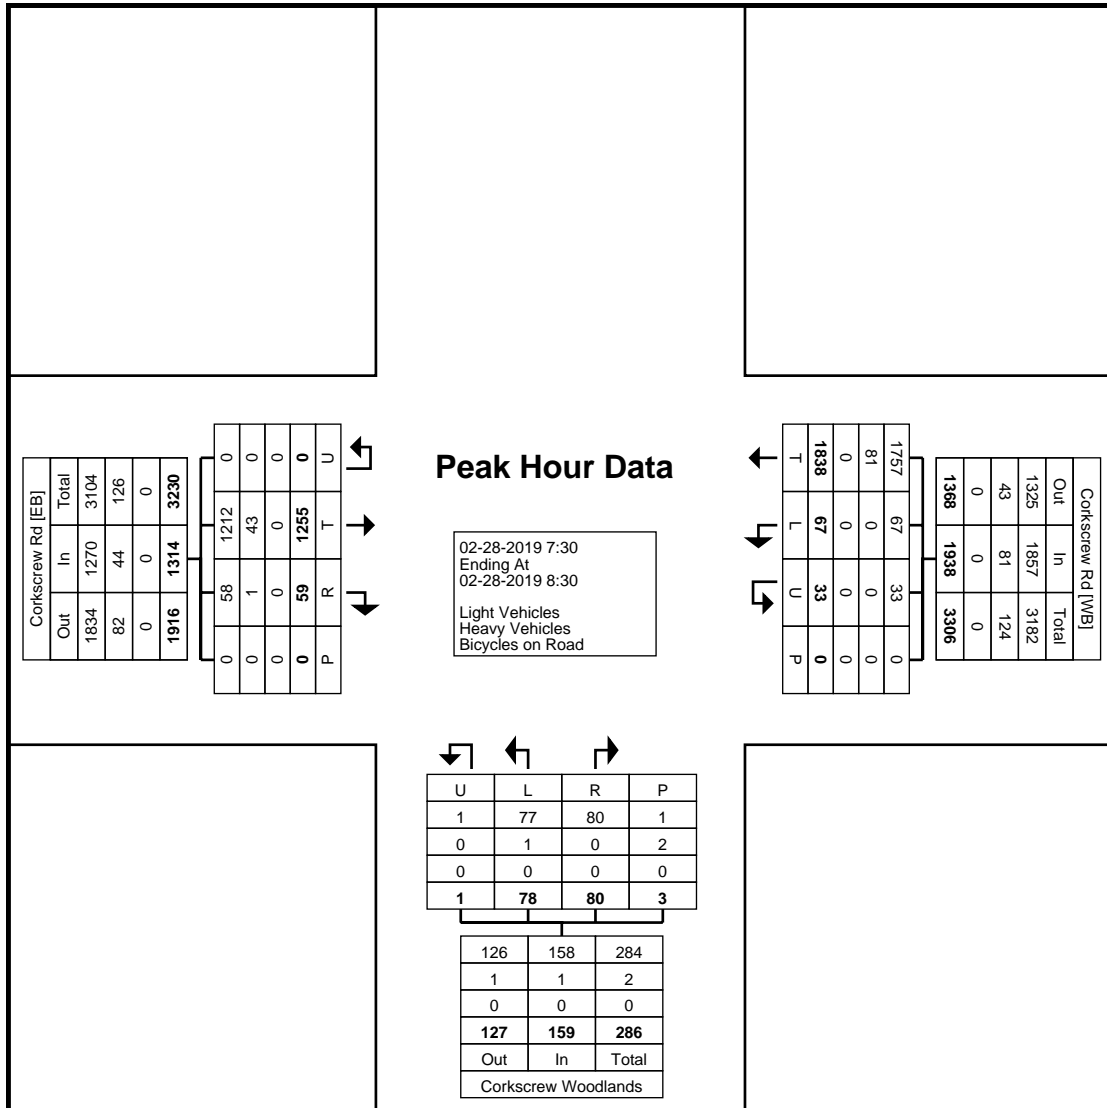 Peak Hour Data
02-28-2019 7:30
Ending At
02-28-2019 8:30
Light Vehicles
Heavy Vehicles
Bicycles on Road
Corkscrew Rd [EB]
Out In Total
1834 1270 3104
82 44 126
0 0 0
1916 1314 3230
0 1212 58 0
0 43 1 0
0 0 0 0
0 1255 59 0
U T R P
Corkscrew Rd [WB]
Out In Total
1325 1857 3182
43 81 124
0 0 0
1368 1938 3306
1757 67 33 0
81 0 0 0
0 0 0 0
1838 67 33 0
T L U P
U L R P
1 77 80 1
0 1 0 2
0 0 0 0
1 78 80 3
126 158 284
1 1 2
0 0 0
127 159 286
Out In Total
Corkscrew Woodlands